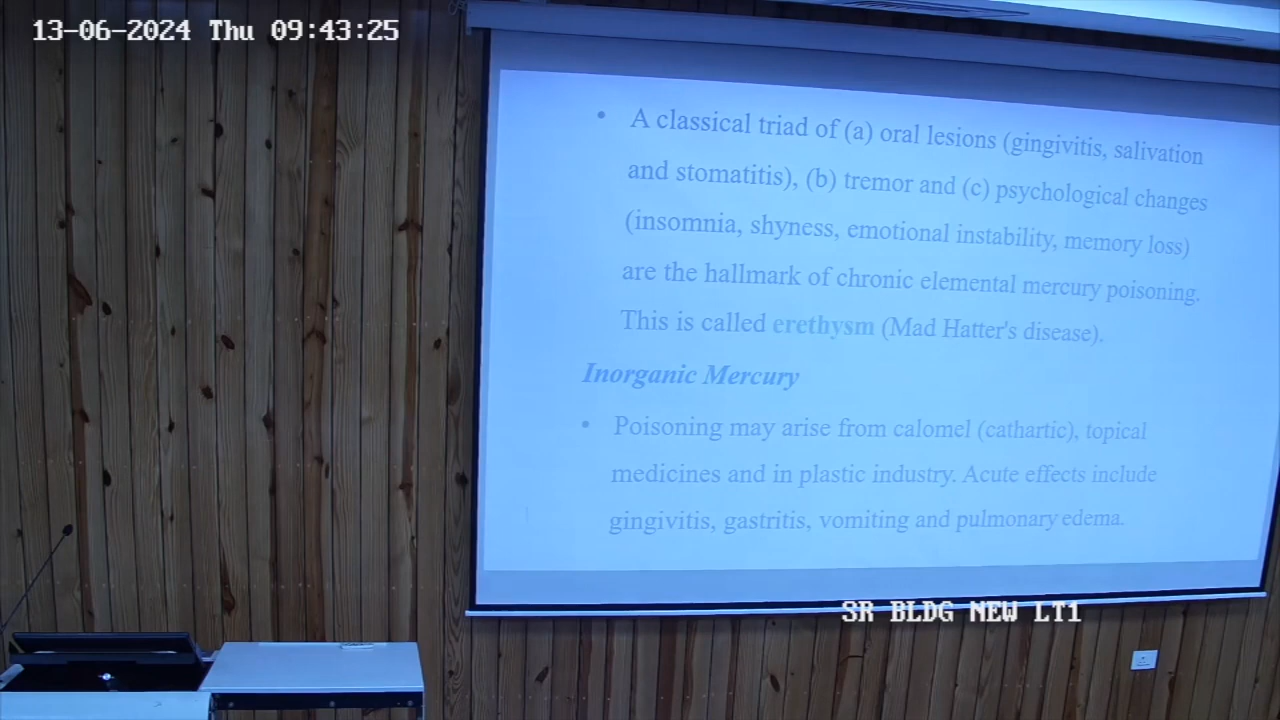 13-06-2024 Thu 09:43:25
• A classical triad of (a) oral lesions (gingivitis, salivation
and stomatitis), (b) tremor and (c) psychological changes
(insomnia, shyness, emotional instability, memory loss)
are the hallmark of chronic elemental mercury poisoning.
This is called erethysm (Mad Hatter's disease).
Inorganic Mercury
• Poisoning may arise from calomel (cathartic), topical
medicines and in plastic industry. Acute effects include
gingivitis, gastritis, vomiting and pulmonary edema.
SR BLDG NEW LT1